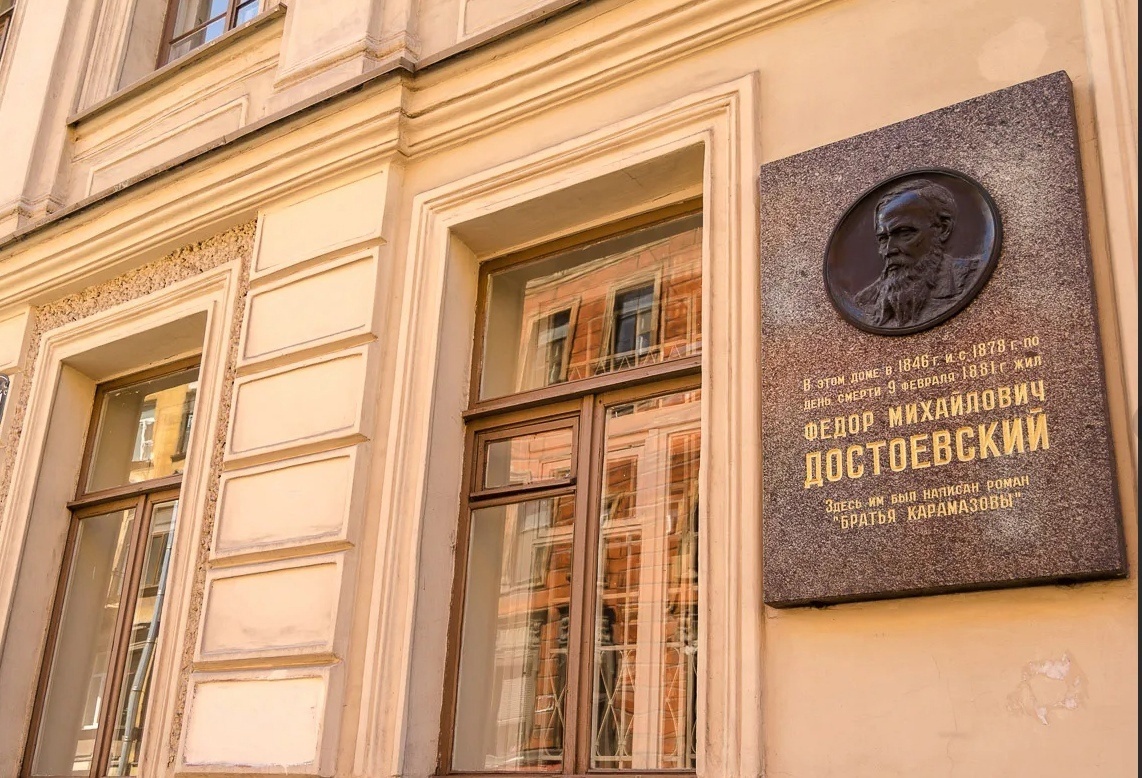 В ЭТОМ ДОМЕ В 1846 Г. И С 1878 Г. ПО
ДЕНЬ СМЕРТИ 9 ФЕВРАЛЯ 1881 Г. ЖИЛ
ФЕДОР МИХАЙЛОВИЧ
ДОСТОЕВСКИЙ
ЗДЕСЬ ИМ БЫЛ НАПИСАН РОМАН
"БРАТЬЯ КАРАМАЗОВЫ"